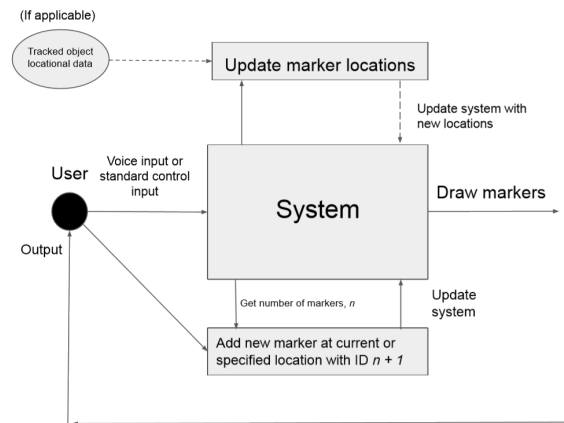 (If applicable)
Tracked object
locational data
Update marker locations
Update system with
new locations
Voice input or
standard control
input
User
System
Draw markers
Output
Get number of markers, n
Update
system
Add new marker at current or
specified location with ID n + 1